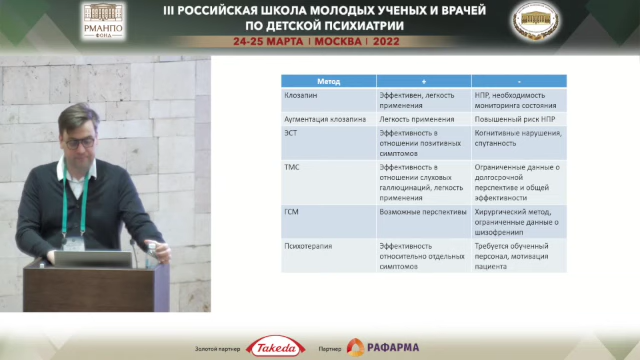 III РОССИЙСКАЯ ШКОЛА МОЛОДЫХ УЧЕНЫХ И ВРАЧЕЙ
ПО ДЕТСКОЙ ПСИХИАТРИИ
24-25 МАРТА | МОСКВА | 2022
РМАНПО
ФОНД
Метод + -
Клозапин Эффективен, легкость НПР, необходимость
применения мониторинга состояния
Аугментация клозапина Легкость применения Повышенный риск НПР
ЭСТ Эффективность в Когнитивные нарушения,
отношении позитивных спутанность
симптомов
ТМС Эффективность в Ограниченные данные о
отношении слуховых долгосрочной
галлюцинаций, легкость перспективе и общей
применения эффективности
ГСМ Возможные перспективы Хирургический метод,
ограниченные данные о
шизофрении
Психотерапия Эффективность Требуется обученный
относительно отдельных персонал, мотивация
симптомов пациента
Золотой партнер Takeda Партнер РАФАРМА